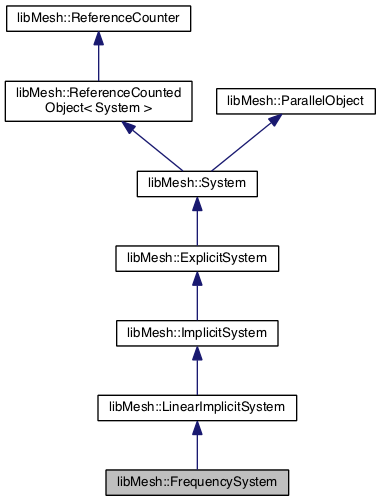 libMesh::ReferenceCounter
libMesh::ReferenceCounted
Object< System >
libMesh::ParallelObject
libMesh::System
libMesh::ExplicitSystem
libMesh::ImplicitSystem
libMesh::LinearImplicitSystem
libMesh::FrequencySystem